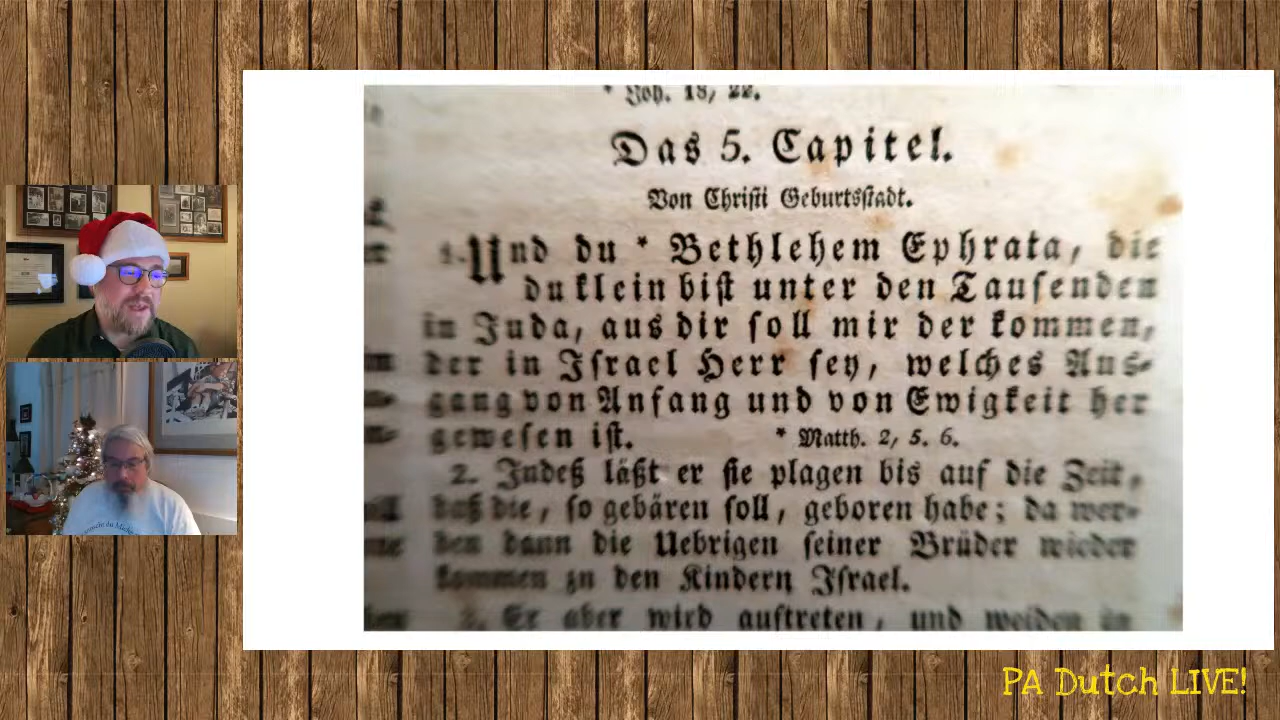 * Joh. 18, 22.
Das 5. Capitel.
Von Christi Geburtsstadt.
1. Und du * Bethlehem Ephrata, die
du klein bist unter den Tausenden
in Juda, aus dir soll mir der kommen,
der in Israel Herr sey, welches Aus-
gang von Anfang und von Ewigkeit her
gewesen ist. * Matth. 2, 5. 6.
2. Indeß läßt er sie plagen bis auf die Zeit,
daß die, so gebären soll, geboren habe; da wer-
den dann die Uebrigen seiner Brüder wieder
kommen zu den Kindern Israel.
3. Er aber wird auftreten, und weiden in
PA Dutch LIVE!